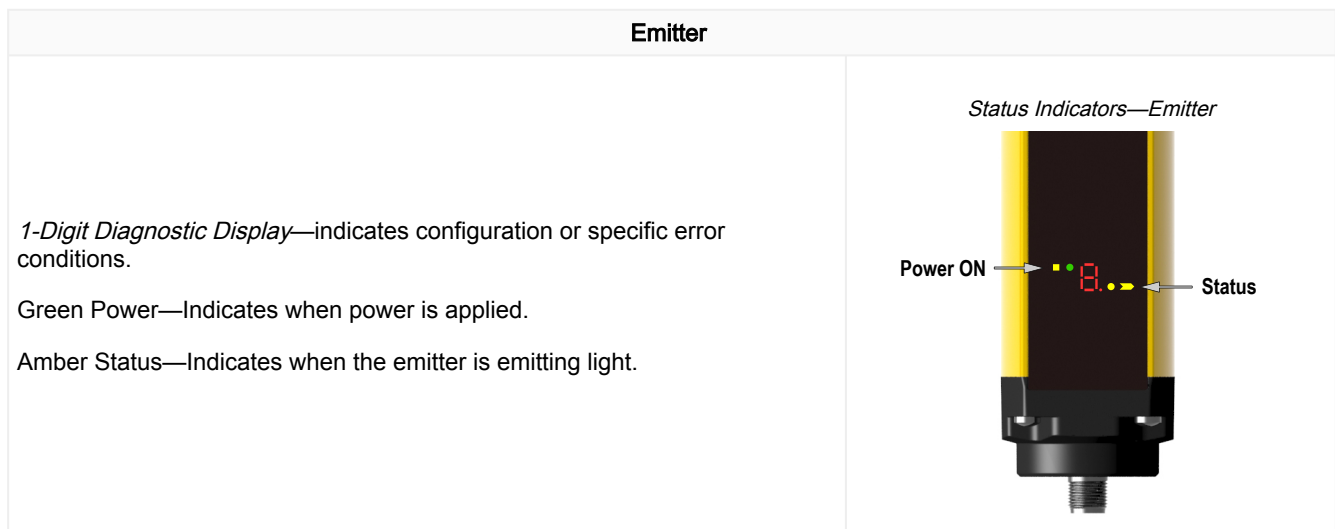 Emitter
1-Digit Diagnostic Display—indicates configuration or specific error
conditions.
Green Power—Indicates when power is applied.
Amber Status—Indicates when the emitter is emitting light.
Status Indicators—Emitter
Power ON
8.
Status